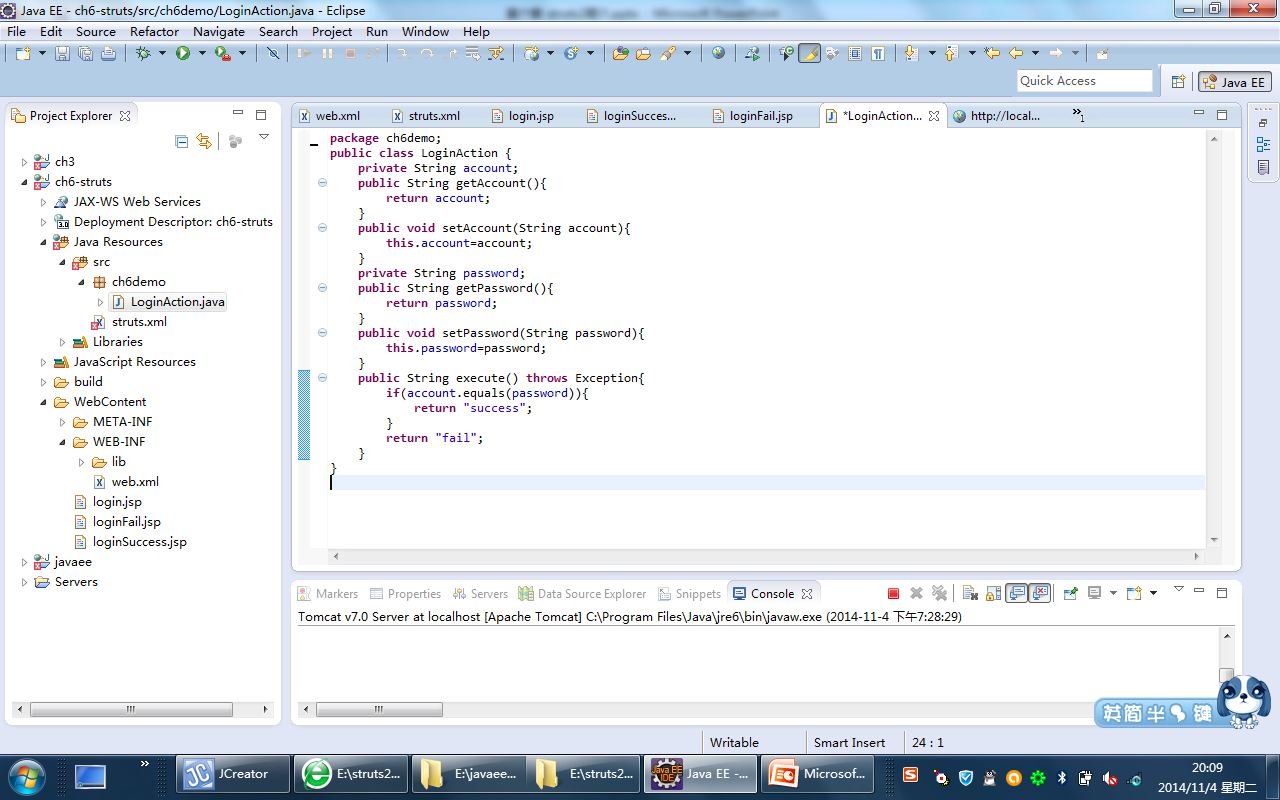 Java EE - ch6-struts/src/ch6demo/LoginAction.java - Eclipse
File Edit Source Refactor Navigate Search Project Run Window Help
Quick Access
Java EE
Project Explorer
ch3
ch6-struts
JAX-WS Web Services
Deployment Descriptor: ch6-struts
Java Resources
src
ch6demo
LoginAction.java
struts.xml
Libraries
JavaScript Resources
build
WebContent
META-INF
WEB-INF
lib
web.xml
login.jsp
loginFail.jsp
loginSuccess.jsp
javaee
Servers
web.xml struts.xml login.jsp loginSucces... loginFail.jsp *LoginAction... http://local... »1
package ch6demo;
public class LoginAction {
private String account;
public String getAccount(){
return account;
}
public void setAccount(String account){
this.account=account;
}
private String password;
public String getPassword(){
return password;
}
public void setPassword(String password){
this.password=password;
}
public String execute() throws Exception{
if(account.equals(password)){
return "success";
}
return "fail";
}
}
Markers Properties Servers Data Source Explorer Snippets Console
Tomcat v7.0 Server at localhost [Apache Tomcat] C:\Program Files\Java\jre6\bin\javaw.exe (2014-11-4 下午7:28:29)
英简半键
Writable Smart Insert 24 : 1
JCreator E:\struts2... E:\javaee... E:\struts2... Java EE -... Microsof...
20:09
2014/11/4 星期二